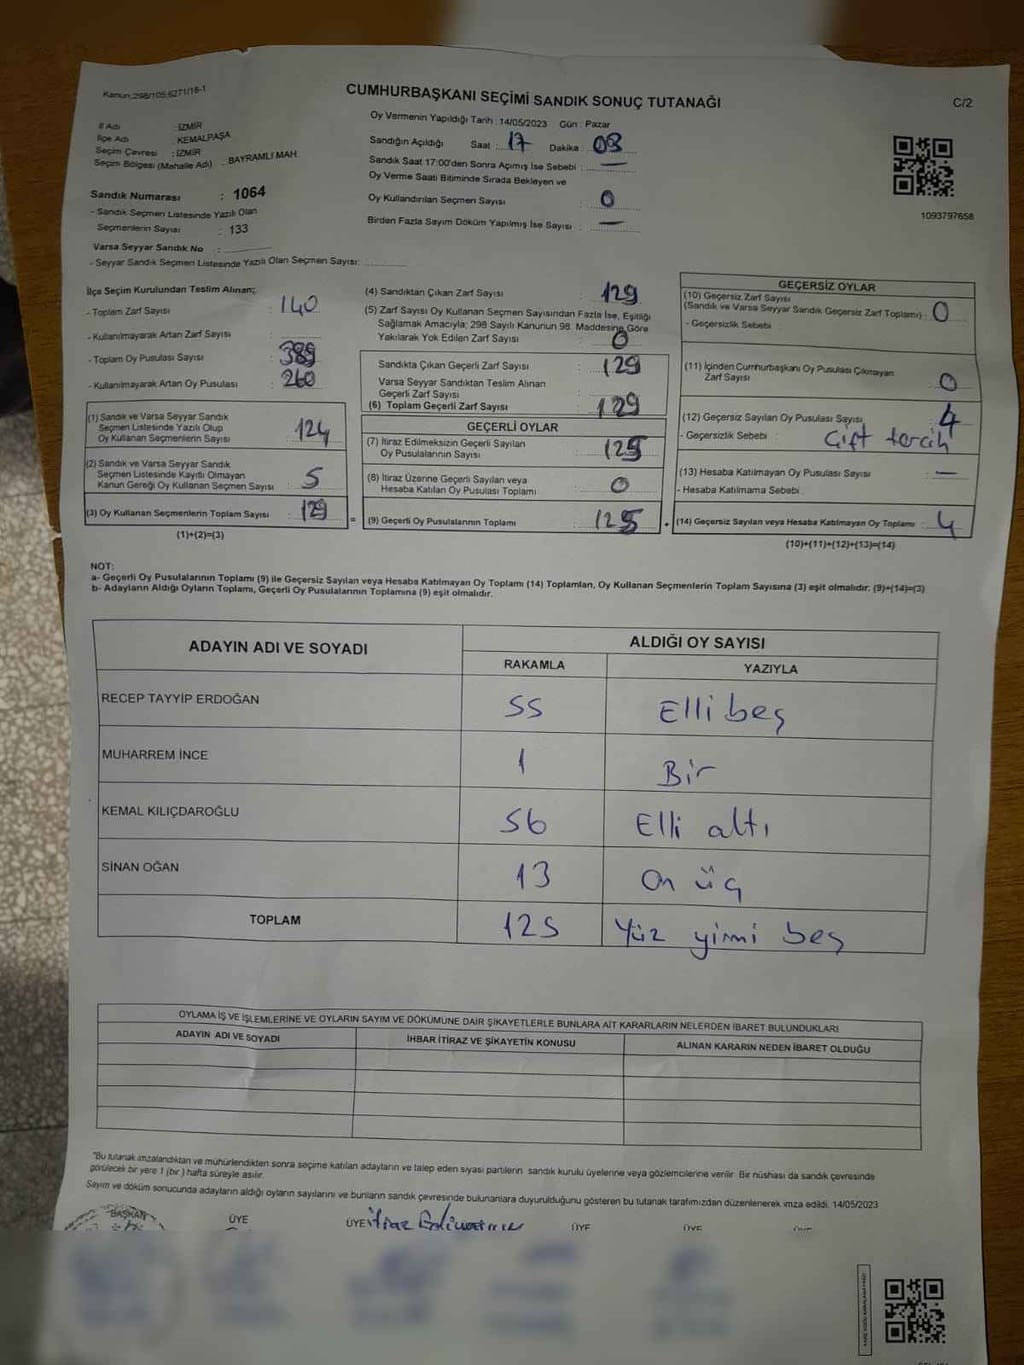 Kanun:298/105,6271/18-1
CUMHURBAŞKANI SEÇİMİ SANDIK SONUÇ TUTANAĞI
C/2
İl Adı : İZMİR
İlçe Adı : KEMALPAŞA
Seçim Çevresi : İZMİR
Seçim Bölgesi (Mahalle Adı) : BAYRAMLI MAH.
Sandık Numarası : 1064
- Sandık Seçmen Listesinde Yazılı Olan
Seçmenlerin Sayısı : 133
Varsa Seyyar Sandık No :
- Seyyar Sandık Seçmen Listesinde Yazılı Olan Seçmen Sayısı:
Oy Vermenin Yapıldığı Tarih : 14/05/2023 Gün : Pazar
Sandığın Açıldığı Saat : 17 Dakika : 08
Sandık Saat 17:00'den Sonra Açımış İse Sebebi : —
Oy Verme Saati Bitiminde Sırada Bekleyen ve
Oy Kullandırılan Seçmen Sayısı : 0
Birden Fazla Sayım Döküm Yapılmış İse Sayısı : —
1093797658
İlçe Seçim Kurulundan Teslim Alınan;
- Toplam Zarf Sayısı : 140
- Kullanılmayarak Artan Zarf Sayısı :
- Toplam Oy Pusulası Sayısı : 389
- Kullanılmayarak Artan Oy Pusulası : 260
(1) Sandık ve Varsa Seyyar Sandık
Seçmen Listesinde Yazılı Olup
Oy Kullanan Seçmenlerin Sayısı : 124
(2) Sandık ve Varsa Seyyar Sandık
Seçmen Listesinde Kayıtlı Olmayan
Kanun Gereği Oy Kullanan Seçmen Sayısı : 5
(3) Oy Kullanan Seçmenlerin Toplam Sayısı : 129
(1)+(2)=(3)
(4) Sandıktan Çıkan Zarf Sayısı : 129
(5) Zarf Sayısı Oy Kullanan Seçmen Sayısından Fazla İse, Eşitliği
Sağlamak Amacıyla; 298 Sayılı Kanunun 98. Maddesine Göre
Yakılarak Yok Edilen Zarf Sayısı : 0
Sandıkta Çıkan Geçerli Zarf Sayısı : 129
Varsa Seyyar Sandıktan Teslim Alınan
Geçerli Zarf Sayısı :
(6) Toplam Geçerli Zarf Sayısı : 129
GEÇERLİ OYLAR
(7) İtiraz Edilmeksizin Geçerli Sayılan
Oy Pusulalarının Sayısı : 125
(8) İtiraz Üzerine Geçerli Sayılan veya
Hesaba Katılan Oy Pusulası Toplamı : 0
= (9) Geçerli Oy Pusulalarının Toplamı : 125
GEÇERSİZ OYLAR
(10) Geçersiz Zarf Sayısı
(Sandık ve Varsa Seyyar Sandık Geçersiz Zarf Toplamı) : 0
- Geçersizlik Sebebi :
(11) İçinden Cumhurbaşkanı Oy Pusulası Çıkmayan
Zarf Sayısı : 0
(12) Geçersiz Sayılan Oy Pusulası Sayısı : 4
- Geçersizlik Sebebi : Çift tercih
(13) Hesaba Katılmayan Oy Pusulası Sayısı : —
- Hesaba Katılmama Sebebi :
+ (14) Geçersiz Sayılan veya Hesaba Katılmayan Oy Toplamı : 4
(10)+(11)+(12)+(13)=(14)
NOT:
a- Geçerli Oy Pusulalarının Toplamı (9) ile Geçersiz Sayılan veya Hesaba Katılmayan Oy Toplamı (14) Toplamları, Oy Kullanan Seçmenlerin Toplam Sayısına (3) eşit olmalıdır. (9)+(14)=(3)
b- Adayların Aldığı Oyların Toplamı, Geçerli Oy Pusulalarının Toplamına (9) eşit olmalıdır.
ADAYIN ADI VE SOYADI
ALDIĞI OY SAYISI
RAKAMLA YAZIYLA
RECEP TAYYİP ERDOĞAN 55 Elli beş
MUHARREM İNCE 1 Bir
KEMAL KILIÇDAROĞLU 56 Elli altı
SİNAN OĞAN 13 On üç
TOPLAM 125 Yüz yirmi beş
OYLAMA İŞ VE İŞLEMLERİNE VE OYLARIN SAYIM VE DÖKÜMÜNE DAİR ŞİKAYETLERLE BUNLARA AİT KARARLARIN NELERDEN İBARET BULUNDUKLARI
ADAYIN ADI VE SOYADI İHBAR İTİRAZ VE ŞİKAYETİN KONUSU ALINAN KARARIN NEDEN İBARET OLDUĞU
"Bu tutanak imzalandıktan ve mühürlendikten sonra seçime katılan adayların ve talep eden siyasi partilerin sandık kurulu üyelerine veya gözlemcilerine verilir. Bir nüshası da sandık çevresinde
görülecek bir yere 1 (bir) hafta süreyle asılır.
Sayım ve döküm sonucunda adayların aldığı oyların sayılarını ve bunların sandık çevresinde bulunanlara duyurulduğunu gösteren bu tutanak tarafımızdan düzenlenerek imza edildi. 14/05/2023
BAŞKAN ÜYE ÜYE ÜYE ÜYE ÜYE